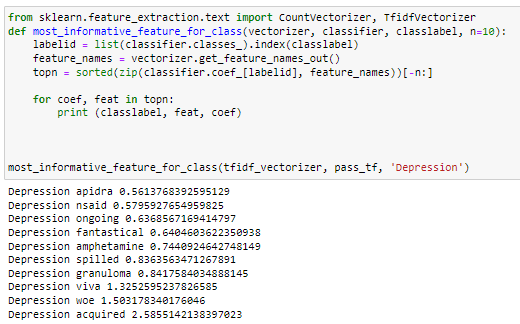 from sklearn.feature_extraction.text import CountVectorizer, TfidfVectorizer
def most_informative_feature_for_class(vectorizer, classifier, classlabel, n=10):
    labelid = list(classifier.classes_).index(classlabel)
    feature_names = vectorizer.get_feature_names_out()
    topn = sorted(zip(classifier.coef_[labelid], feature_names))[-n:]
    for coef, feat in topn:
        print (classlabel, feat, coef)
most_informative_feature_for_class(tfidf_vectorizer, pass_tf, 'Depression')
Depression apidra 0.5613768392595129
Depression nsaid 0.5795927654959825
Depression ongoing 0.6368567169414797
Depression fantastical 0.6404603622350938
Depression amphetamine 0.7440924642748149
Depression spilled 0.8363563471267891
Depression granuloma 0.8417584034888145
Depression viva 1.3252595237826585
Depression woe 1.503178340176046
Depression acquired 2.5855142138397023